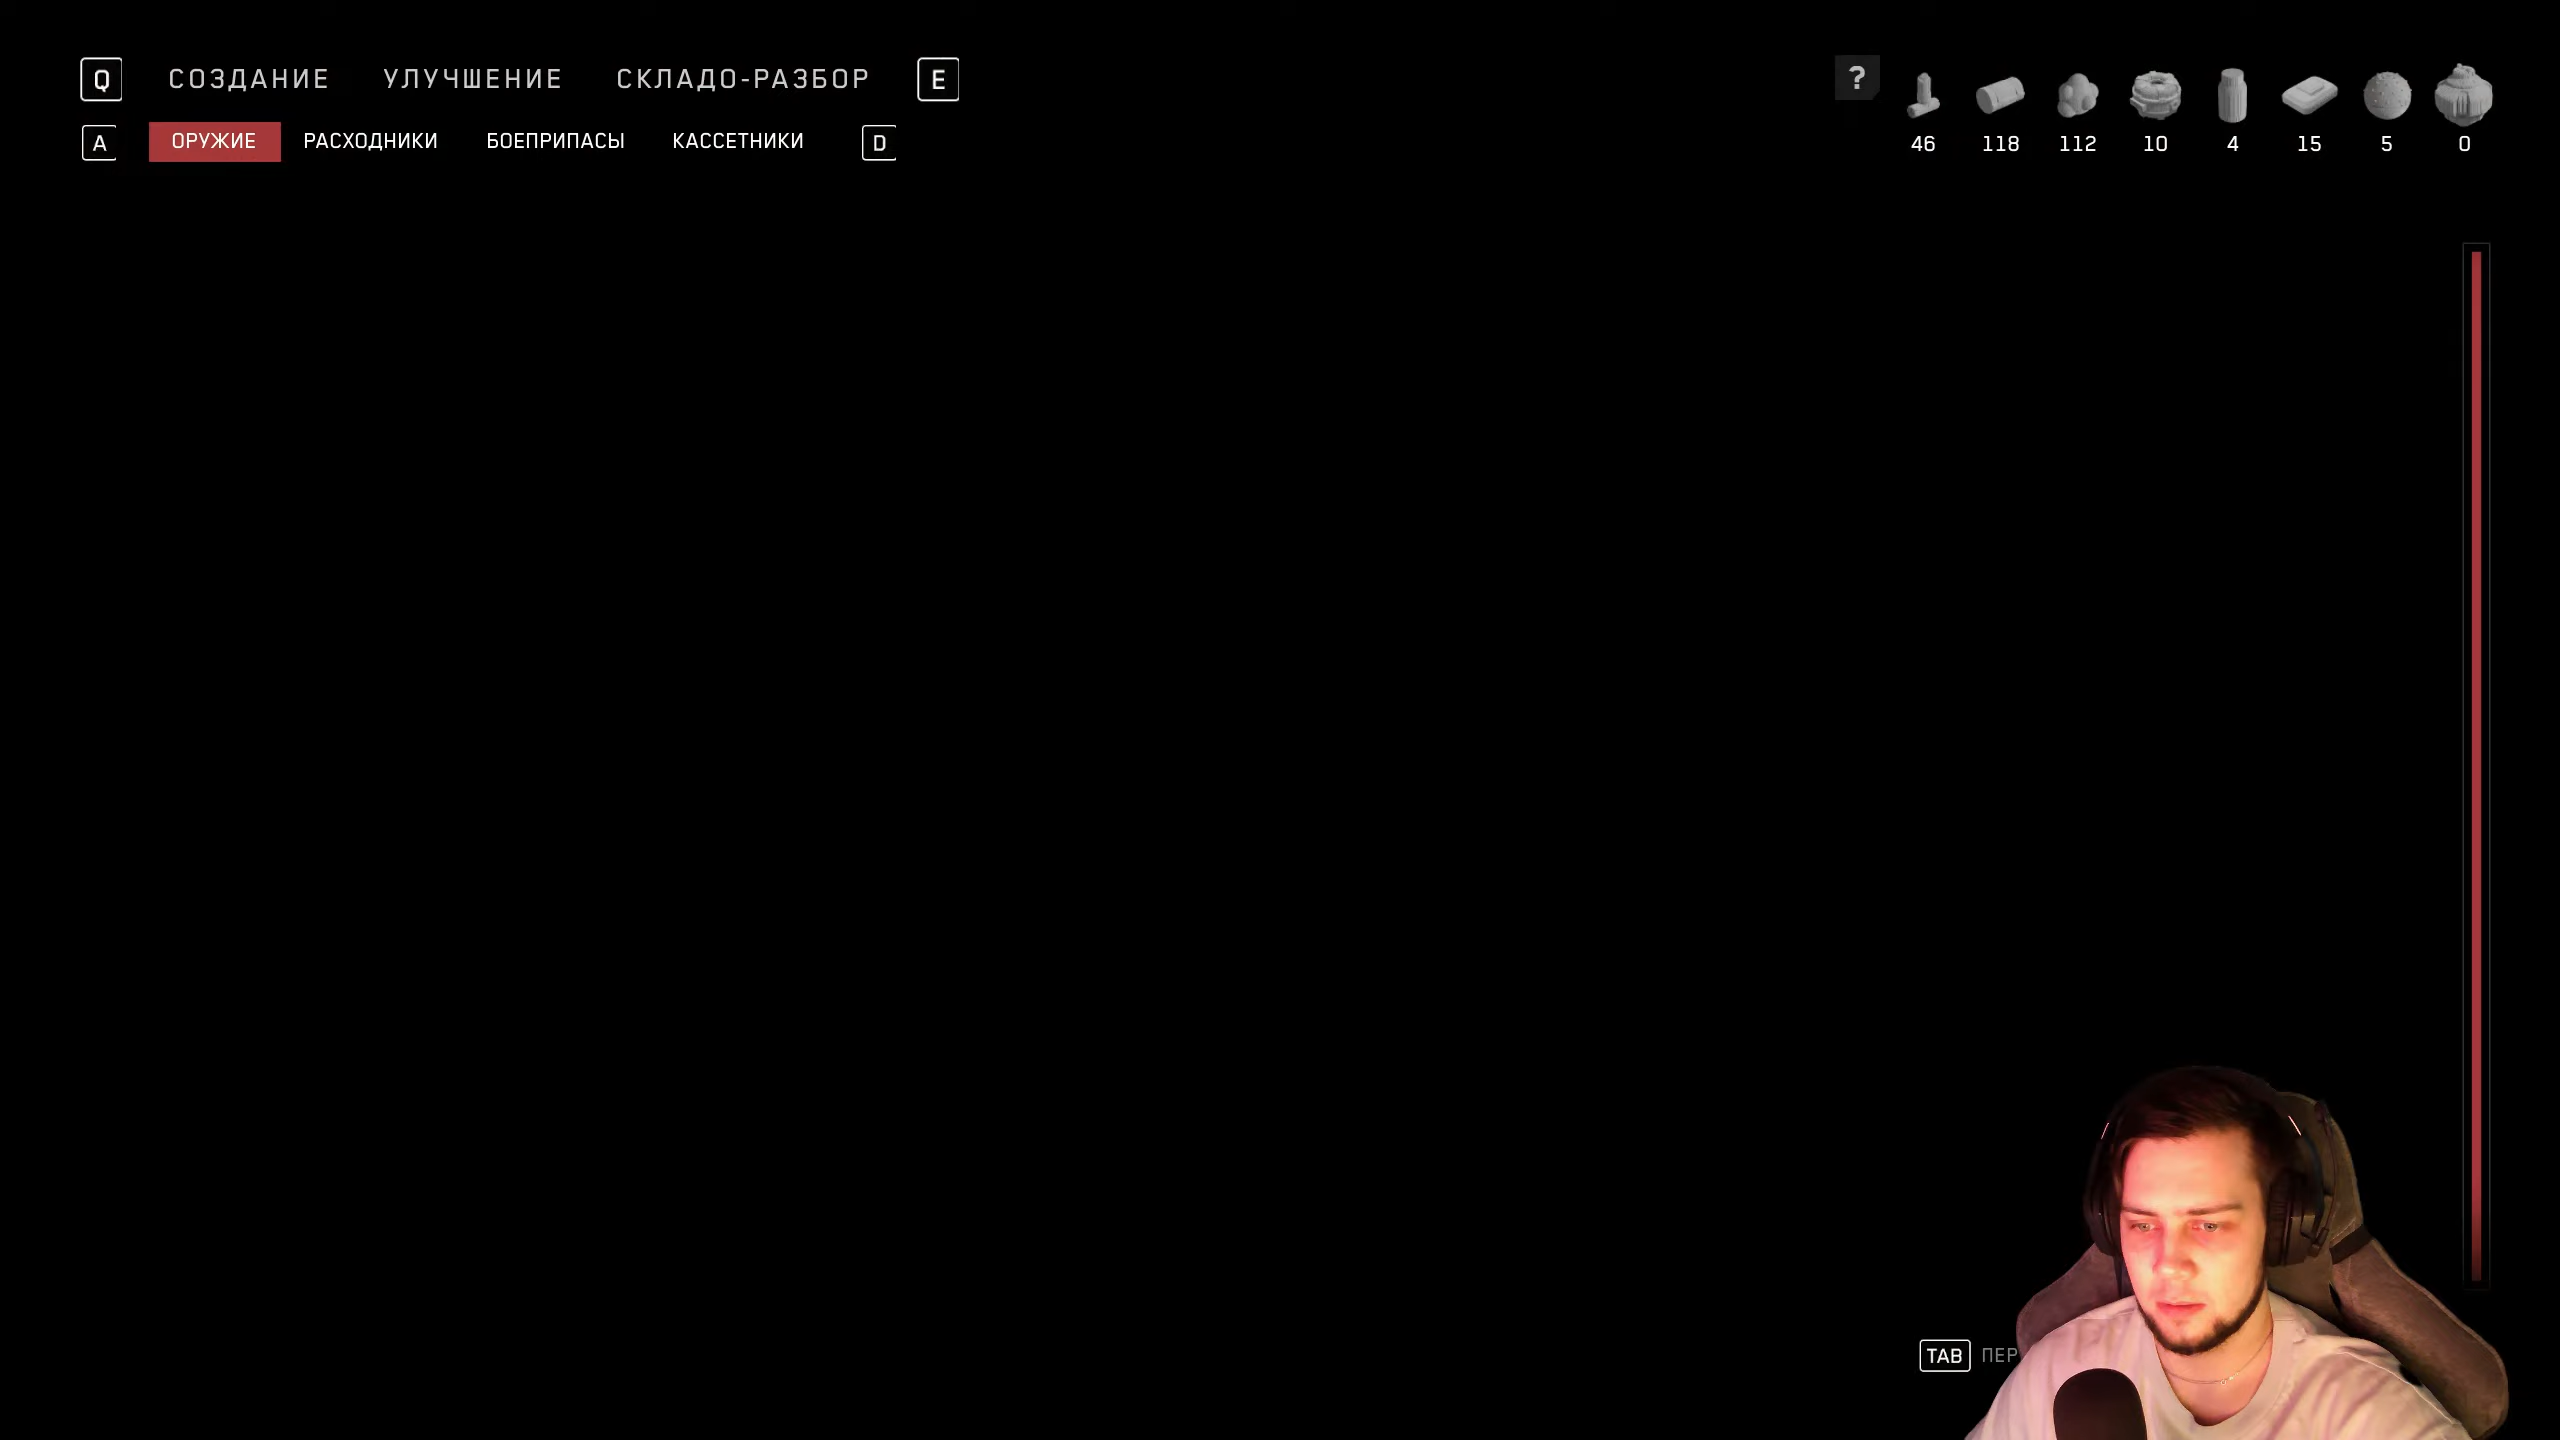 Q СОЗДАНИЕ УЛУЧШЕНИЕ СКЛАДО-РАЗБОР E
A ОРУЖИЕ РАСХОДНИКИ БОЕПРИПАСЫ КАССЕТНИКИ D
?
46 118 112 10 4 15 5 0
TAB ПЕР